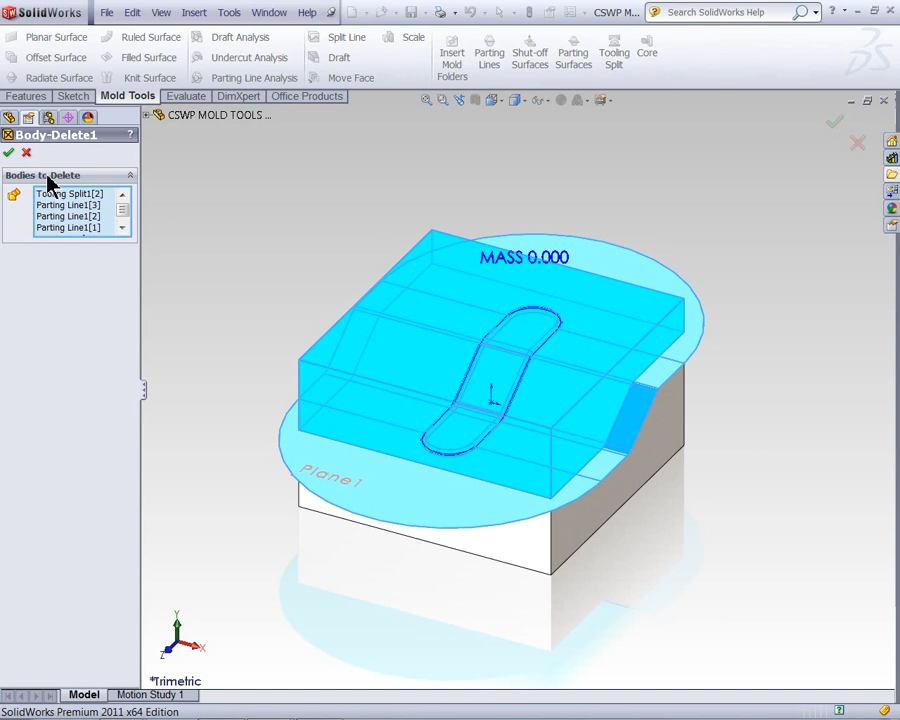 SolidWorks File Edit View Insert Tools Window Help CSWP M... Search SolidWorks Help
Planar Surface Ruled Surface Draft Analysis Split Line Scale
Offset Surface Filled Surface Undercut Analysis Draft
Radiate Surface Knit Surface Parting Line Analysis Move Face
Insert Mold Folders
Parting Lines
Shut-off Surfaces
Parting Surfaces
Tooling Split
Core
Features Sketch Mold Tools Evaluate DimXpert Office Products
CSWP MOLD TOOLS ...
Body-Delete1 ?
Bodies to Delete
Tooling Split1[2]
Parting Line1[3]
Parting Line1[2]
Parting Line1[1]
MASS 0.000
Plane1
Y
X
Z
*Trimetric
Model Motion Study 1
SolidWorks Premium 2011 x64 Edition